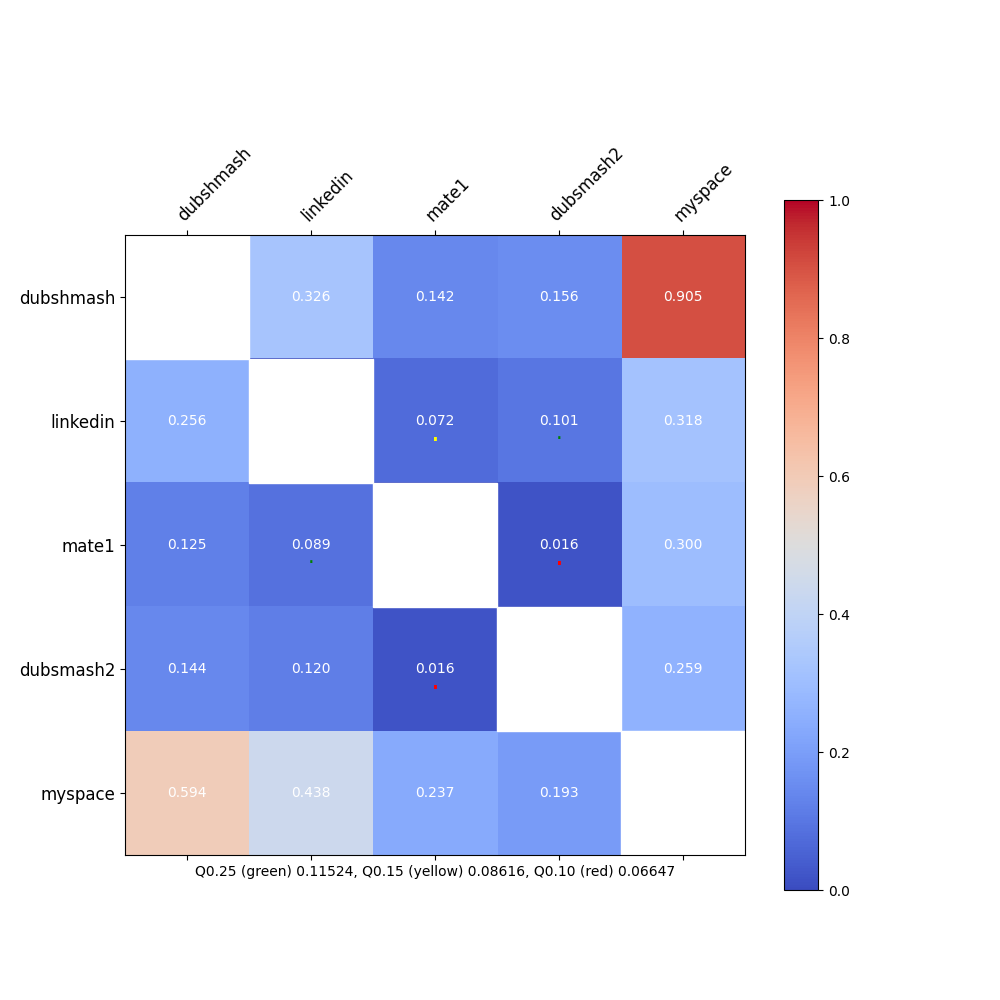 dubshmash linkedin mate1 dubsmash2 myspace
1.0
dubshmash 0.326 0.142 0.156 0.905
0.8
linkedin 0.256 0.072 0.101 0.318
0.6
mate1 0.125 0.089 0.016 0.300
0.4
dubsmash2 0.144 0.120 0.016 0.259
0.2
myspace 0.594 0.438 0.237 0.193
Q0.25 (green) 0.11524, Q0.15 (yellow) 0.08616, Q0.10 (red) 0.06647
0.0